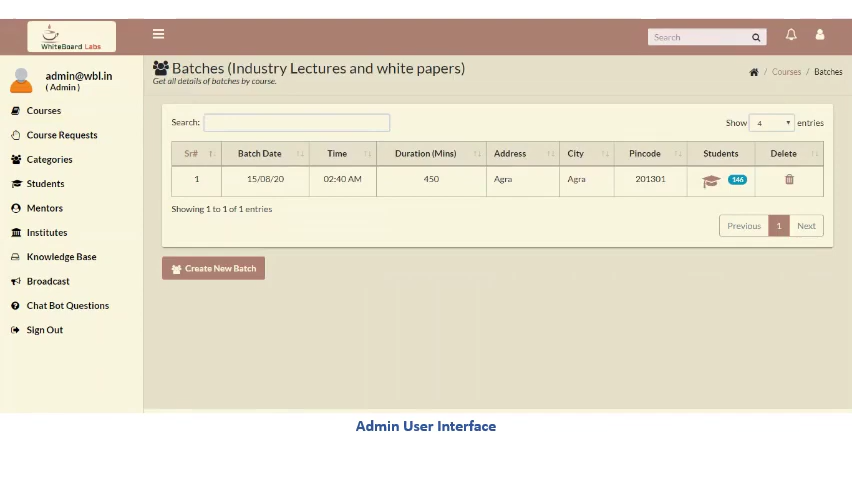 WhiteBoard Labs
Search
admin@wbl.in
( Admin )
Courses
Course Requests
Categories
Students
Mentors
Institutes
Knowledge Base
Broadcast
Chat Bot Questions
Sign Out
Batches (Industry Lectures and white papers)
Get all details of batches by course.
/ Courses / Batches
Search:
Show 4 entries
Sr# Batch Date Time Duration (Mins) Address City Pincode Students Delete
1 15/08/20 02:40 AM 450 Agra Agra 201301 146
Showing 1 to 1 of 1 entries
Previous 1 Next
Create New Batch
Admin User Interface